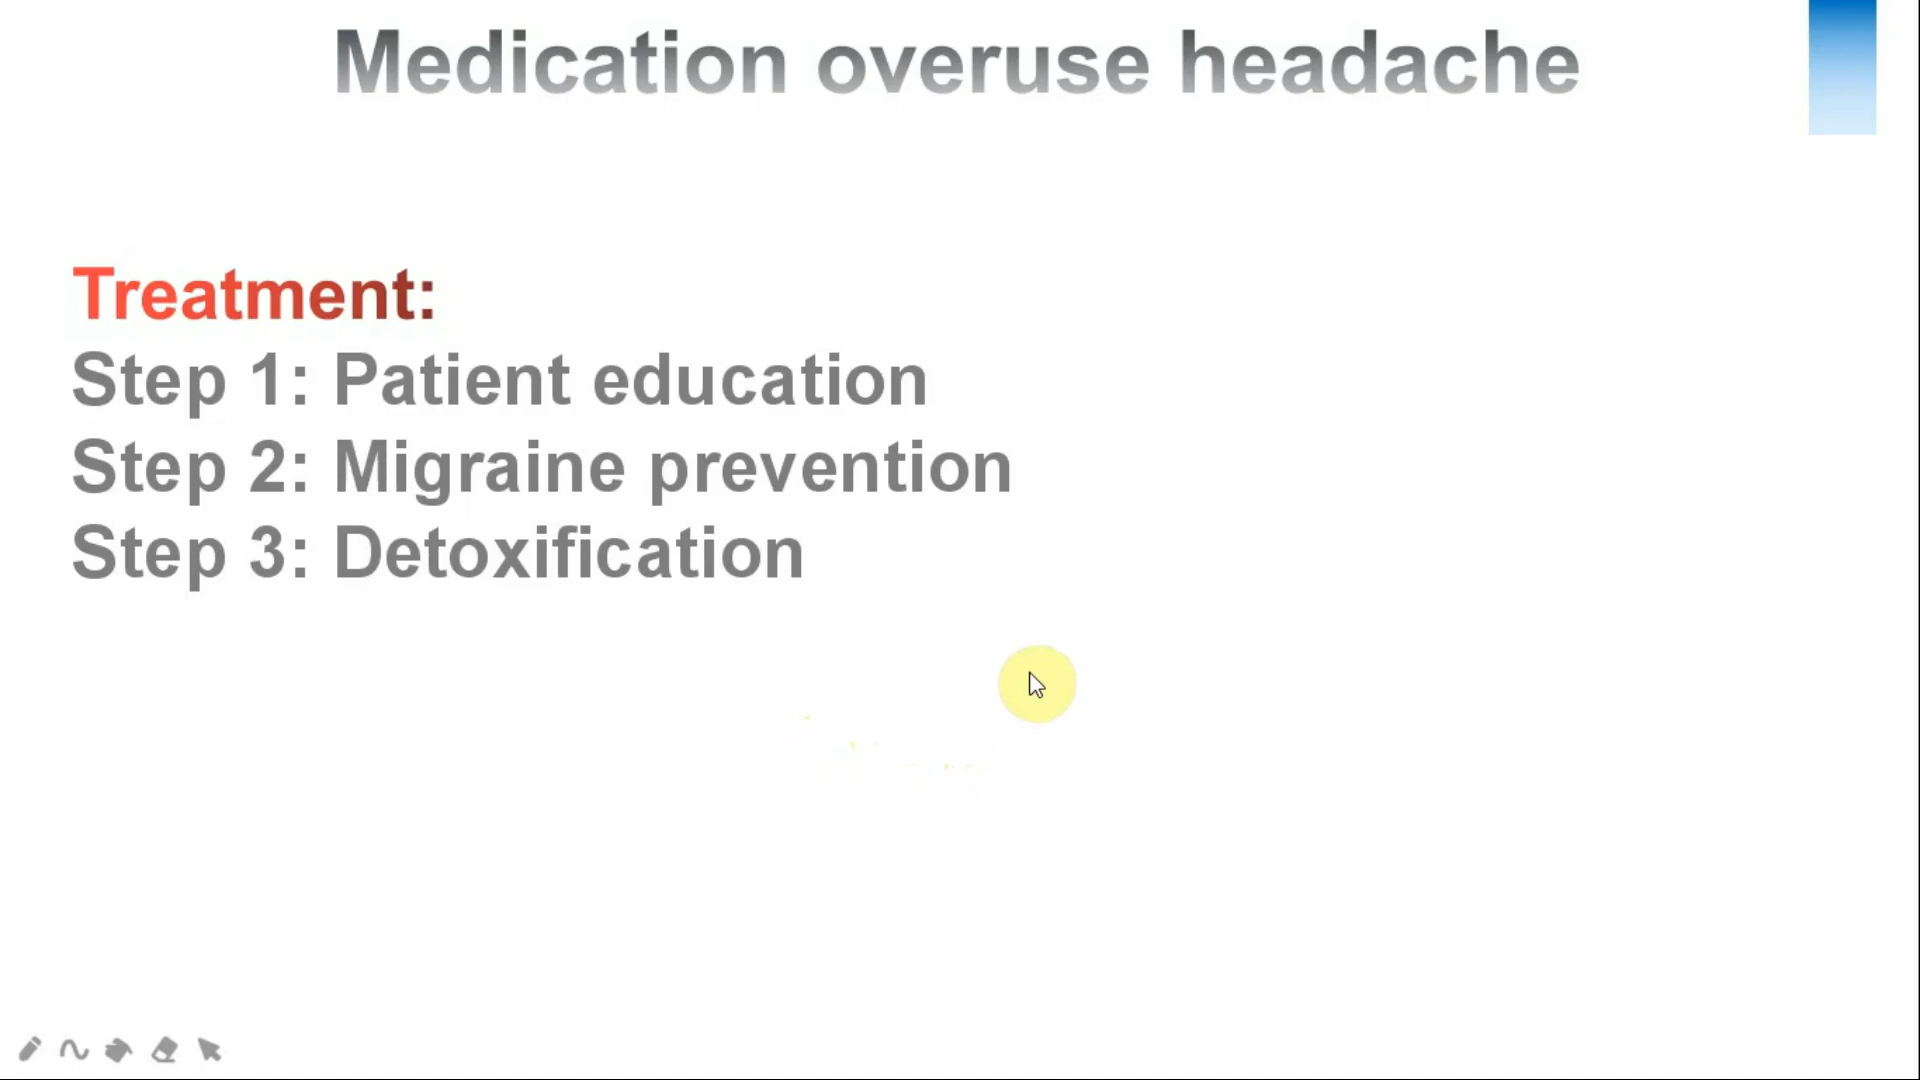 Medication overuse headache
Treatment:
Step 1: Patient education
Step 2: Migraine prevention
Step 3: Detoxification